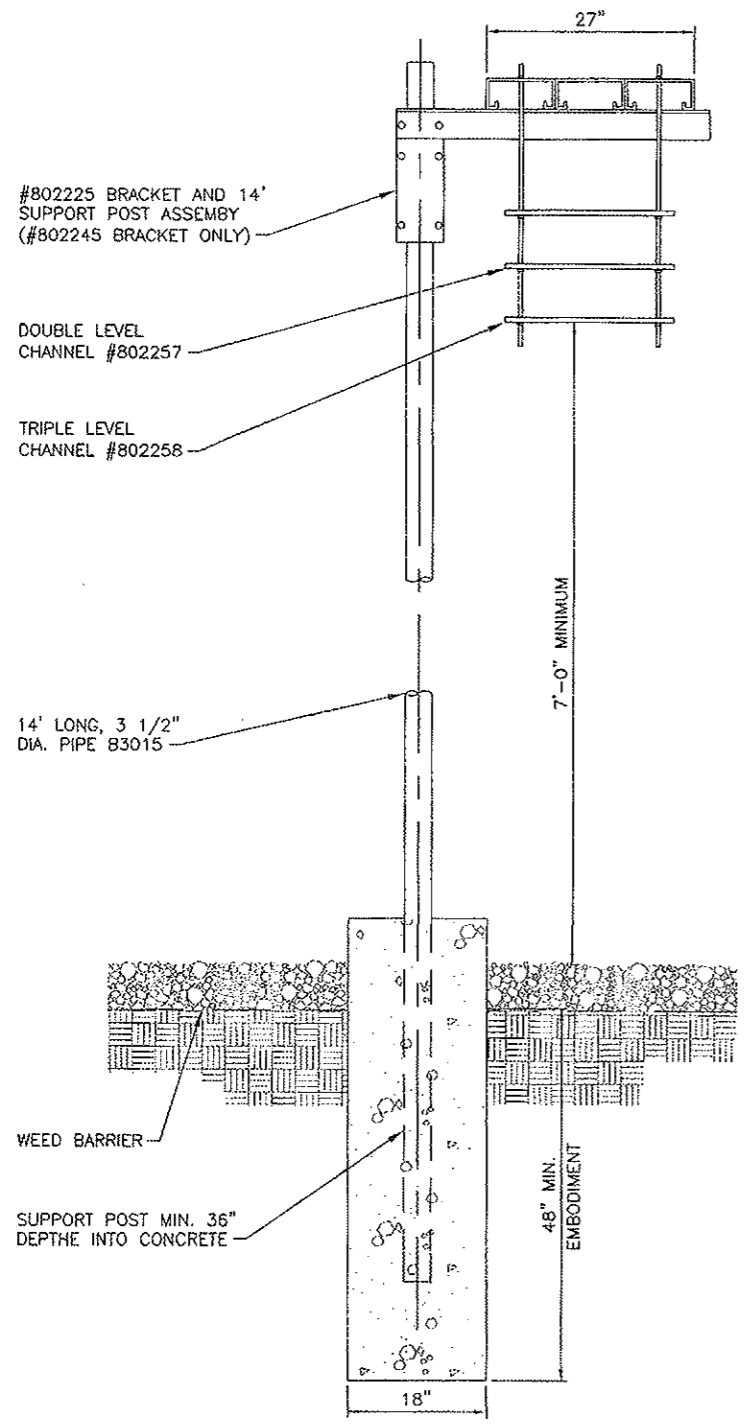 27"
#802225 BRACKET AND 14'
SUPPORT POST ASSEMBY
(#802245 BRACKET ONLY)
DOUBLE LEVEL
CHANNEL #802257
TRIPLE LEVEL
CHANNEL #802258
7'-0" MINIMUM
14' LONG, 3 1/2"
DIA. PIPE 83015
WEED BARRIER
SUPPORT POST MIN. 36"
DEPTHE INTO CONCRETE
48" MIN.
EMBODIMENT
18"